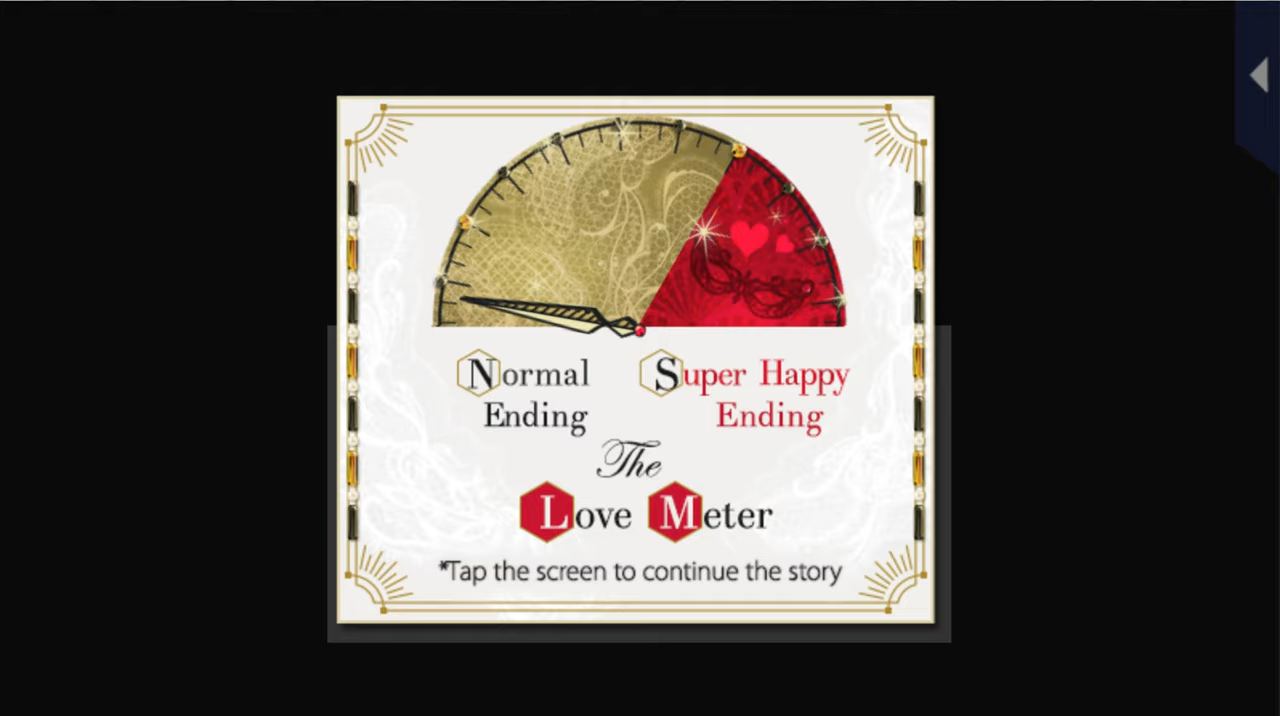 Normal
Ending
Super Happy
Ending
The
Love Meter
*Tap the screen to continue the story